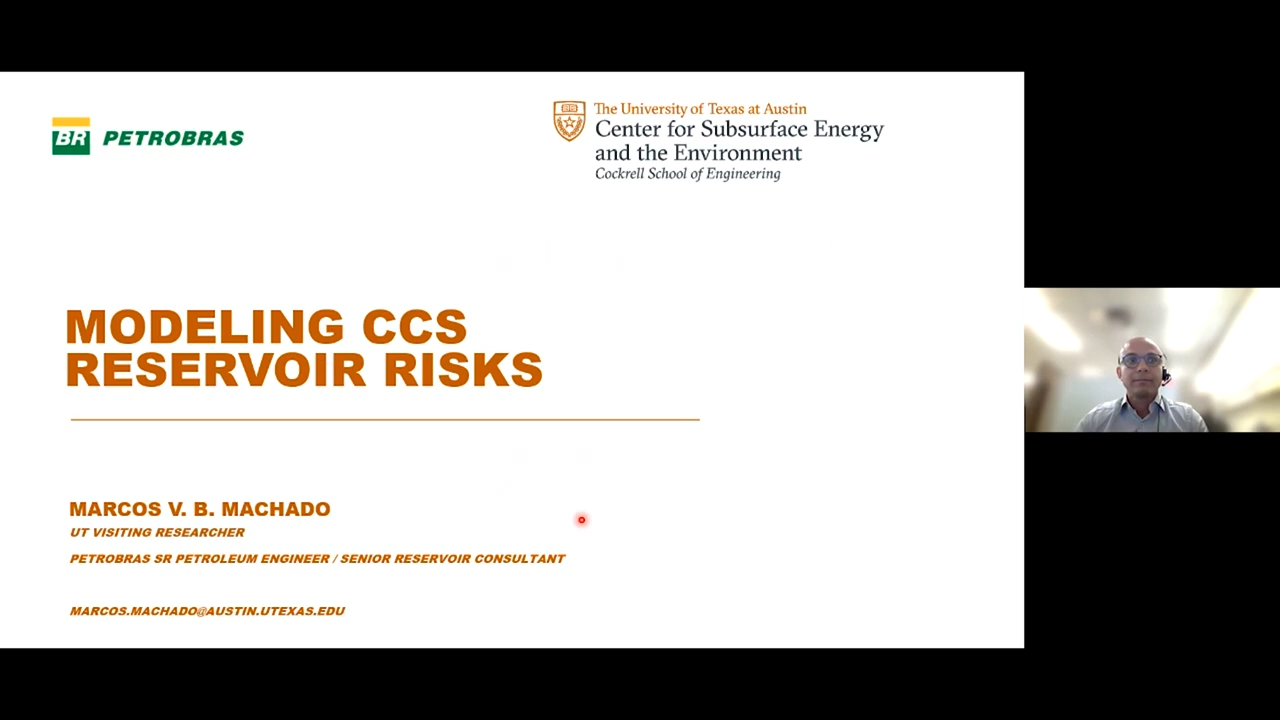 BR PETROBRAS
The University of Texas at Austin
Center for Subsurface Energy
and the Environment
Cockrell School of Engineering
MODELING CCS
RESERVOIR RISKS
MARCOS V. B. MACHADO
UT VISITING RESEARCHER
PETROBRAS SR PETROLEUM ENGINEER / SENIOR RESERVOIR CONSULTANT
MARCOS.MACHADO@AUSTIN.UTEXAS.EDU